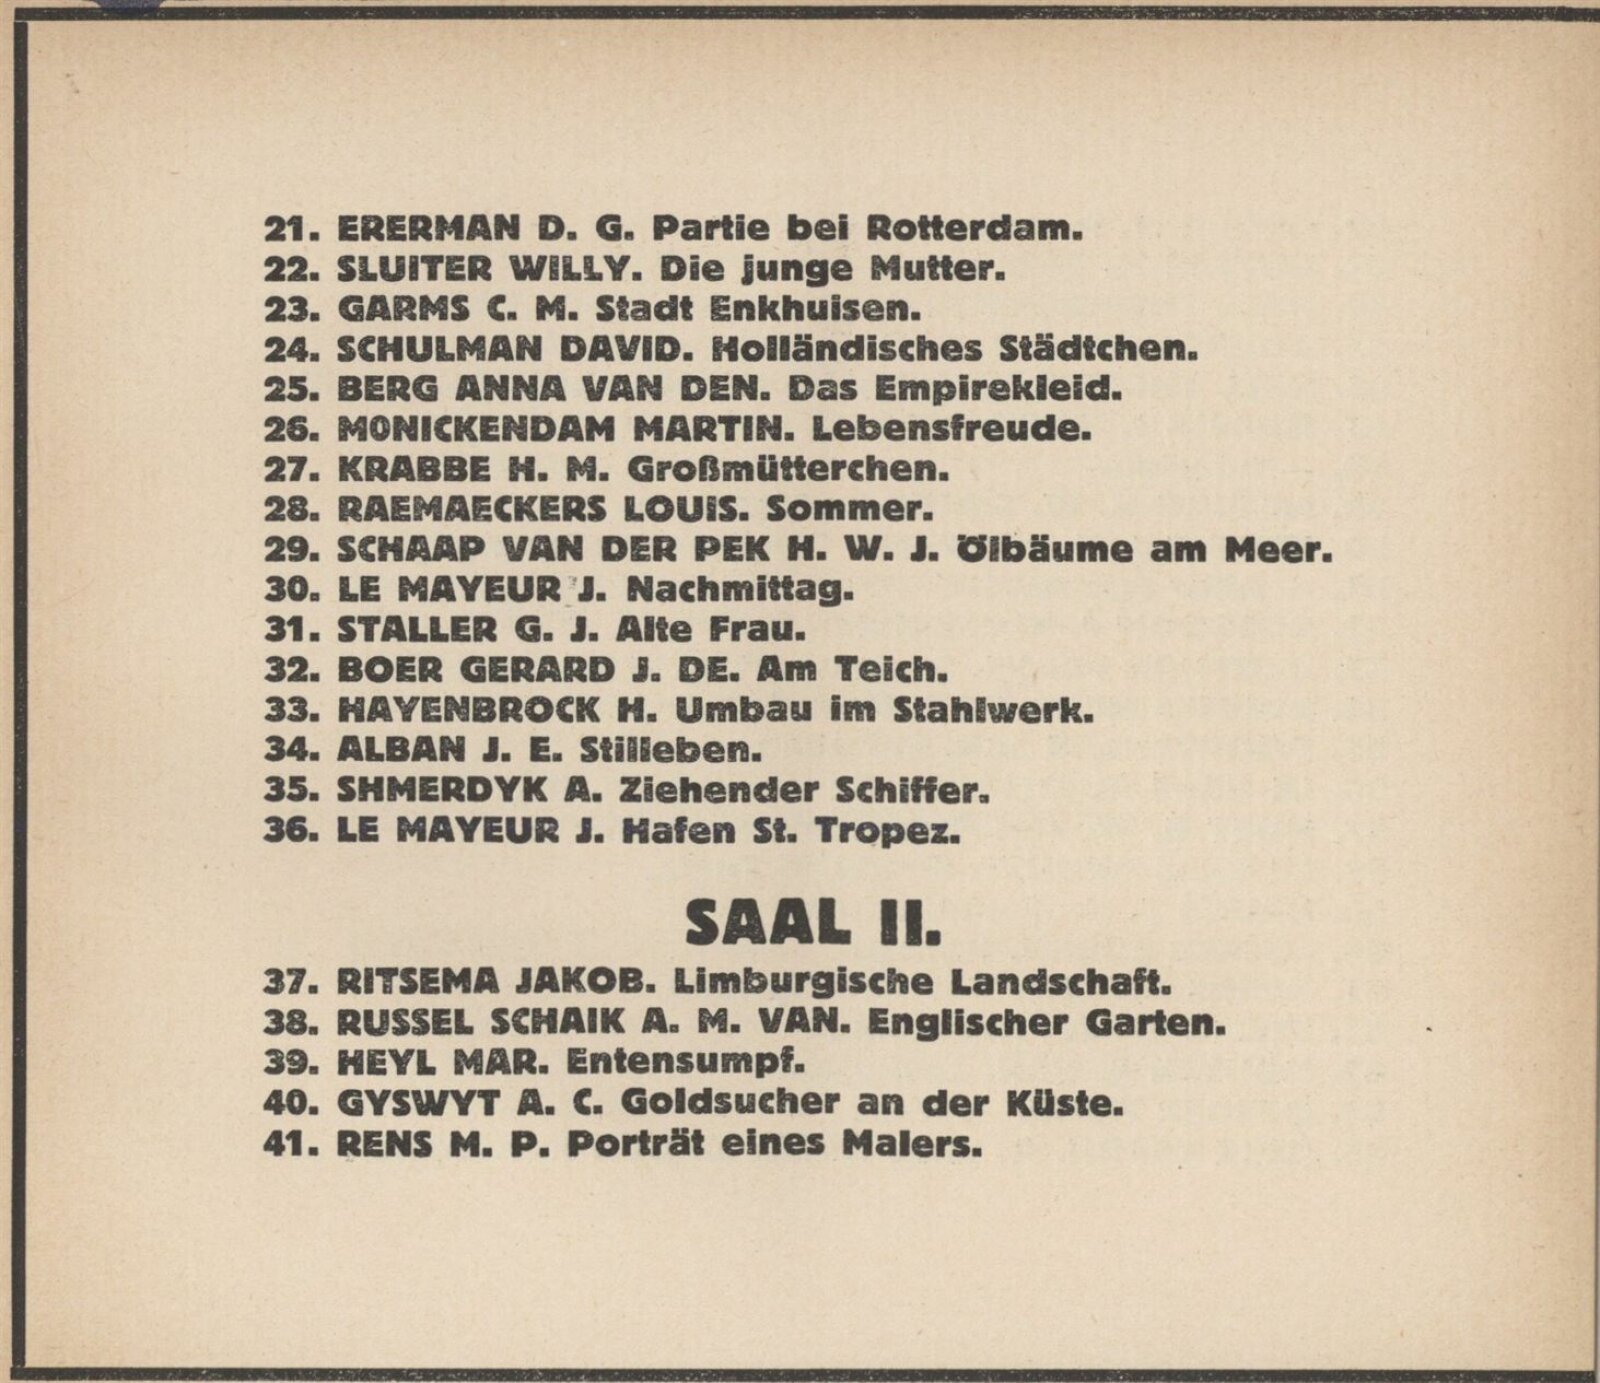 21. ERERMAN D. G. Partie bei Rotterdam.
22. SLUITER WILLY. Die junge Mutter.
23. GARMS C. M. Stadt Enkhuisen.
24. SCHULMAN DAVID. Holländisches Städtchen.
25. BERG ANNA VAN DEN. Das Empirekleid.
26. MONICKENDAM MARTIN. Lebensfreude.
27. KRABBE H. M. Großmütterchen.
28. RAEMAECKERS LOUIS. Sommer.
29. SCHAAP VAN DER PEK H. W. J. Ölbäume am Meer.
30. LE MAYEUR J. Nachmittag.
31. STALLER G. J. Alte Frau.
32. BOER GERARD J. DE. Am Teich.
33. HAYENBROCK H. Umbau im Stahlwerk.
34. ALBAN J. E. Stilleben.
35. SHMERDYK A. Ziehender Schiffer.
36. LE MAYEUR J. Hafen St. Tropez.
SAAL II.
37. RITSEMA JAKOB. Limburgische Landschaft.
38. RUSSEL SCHAIK A. M. VAN. Englischer Garten.
39. HEYL MAR. Entensumpf.
40. GYSWYT A. C. Goldsucher an der Küste.
41. RENS M. P. Porträt eines Malers.